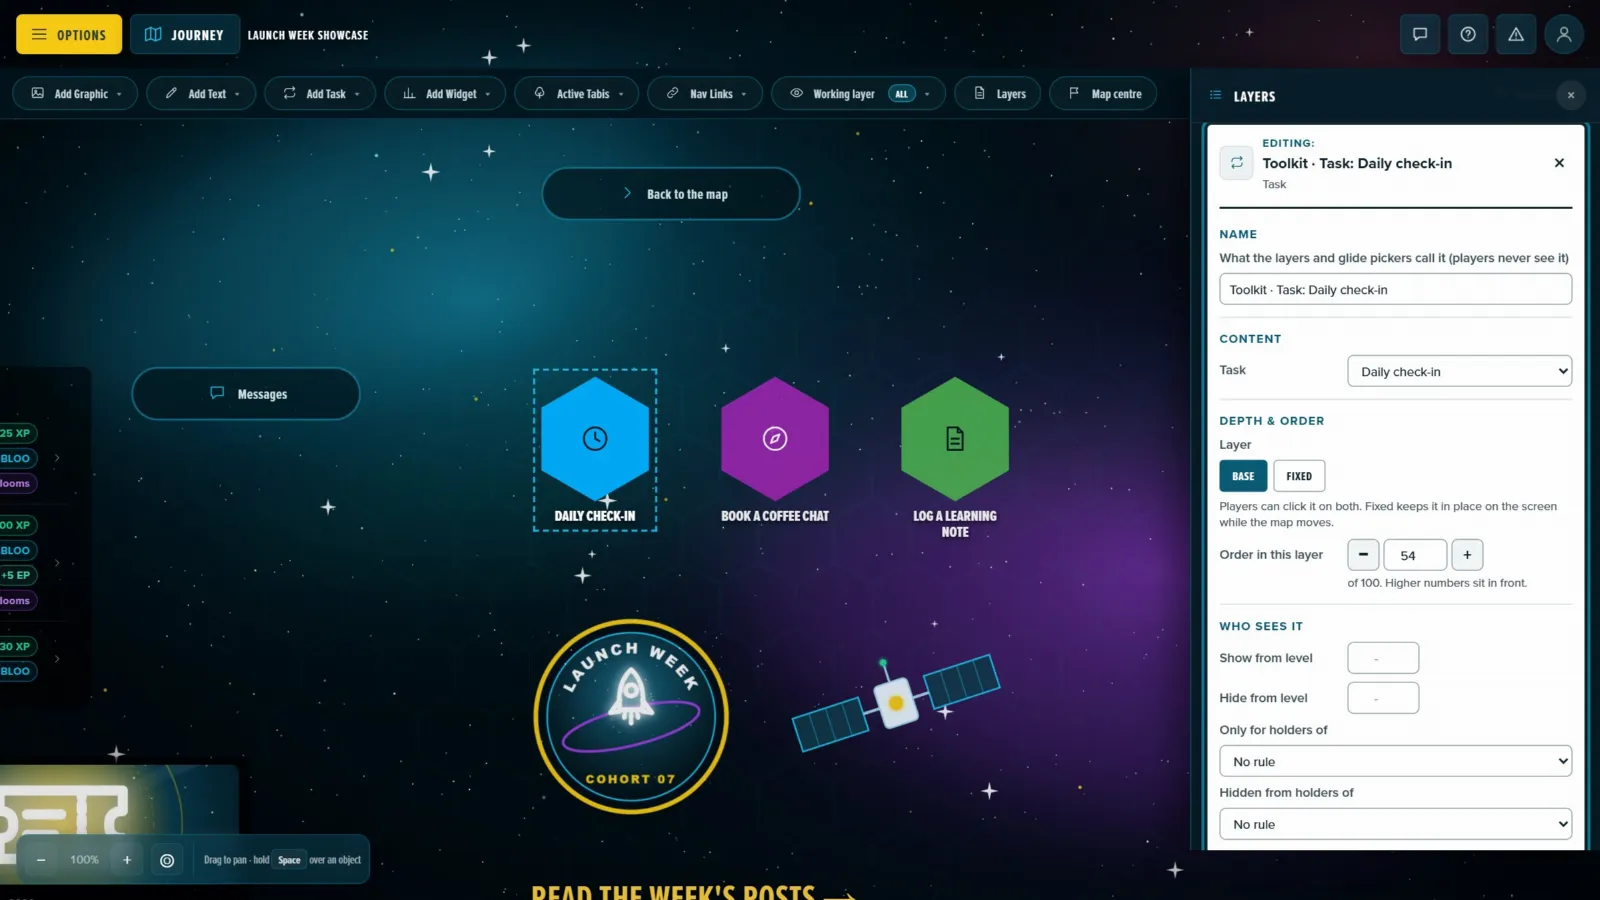 OPTIONS
JOURNEY
LAUNCH WEEK SHOWCASE
Add Graphic
Add Text
Add Task
Add Widget
Active Tabis
Nav Links
Working layer ALL
Layers
Map centre
LAYERS
EDITING:
Toolkit · Task: Daily check-in
Task
NAME
What the layers and glide pickers call it (players never see it)
Toolkit · Task: Daily check-in
CONTENT
Task
Daily check-in
DEPTH & ORDER
Layer
BASE
FIXED
Players can click it on both. Fixed keeps it in place on the screen
while the map moves.
Order in this layer
54
of 100. Higher numbers sit in front.
WHO SEES IT
Show from level
-
Hide from level
-
Only for holders of
No rule
Hidden from holders of
No rule
Back to the map
Messages
25 XP
BLOO
looms
00 XP
BLOO
+5 EP
looms
30 XP
BLOO
DAILY CHECK-IN
BOOK A COFFEE CHAT
LOG A LEARNING
NOTE
LAUNCH WEEK
COHORT 07
100%
Drag to pan · hold Space over an object
READ THE WEEK'S POSTS →